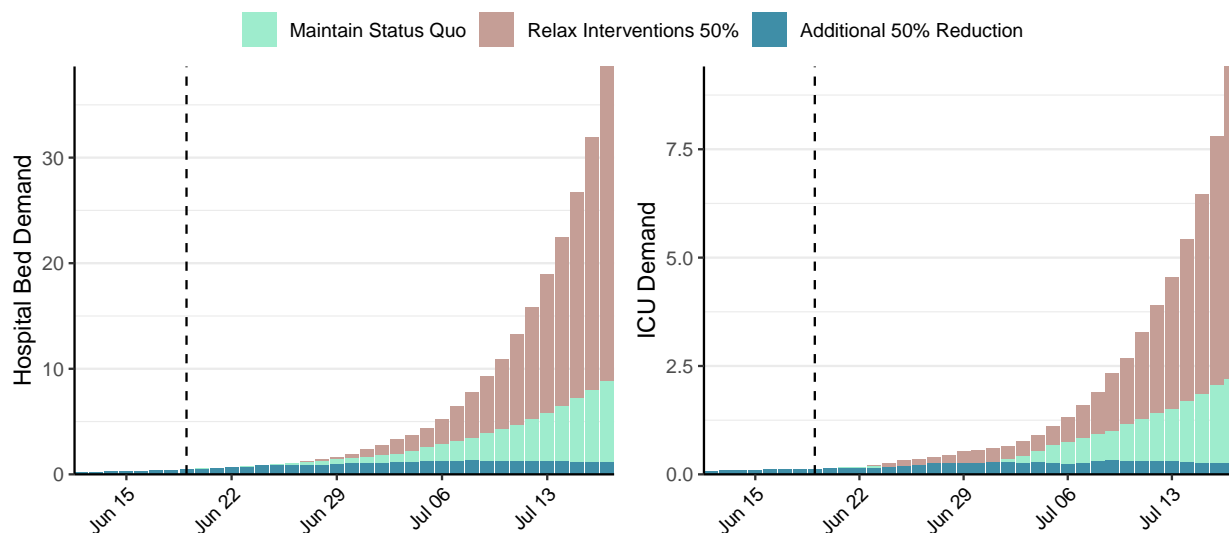 Maintain Status Quo Relax Interventions 50% Additional 50% Reduction
Hospital Bed Demand
30
20
10
0
Jun 15 Jun 22 Jun 29 Jul 06 Jul 13
ICU Demand
7.5
5.0
2.5
0.0
Jun 15 Jun 22 Jun 29 Jul 06 Jul 13